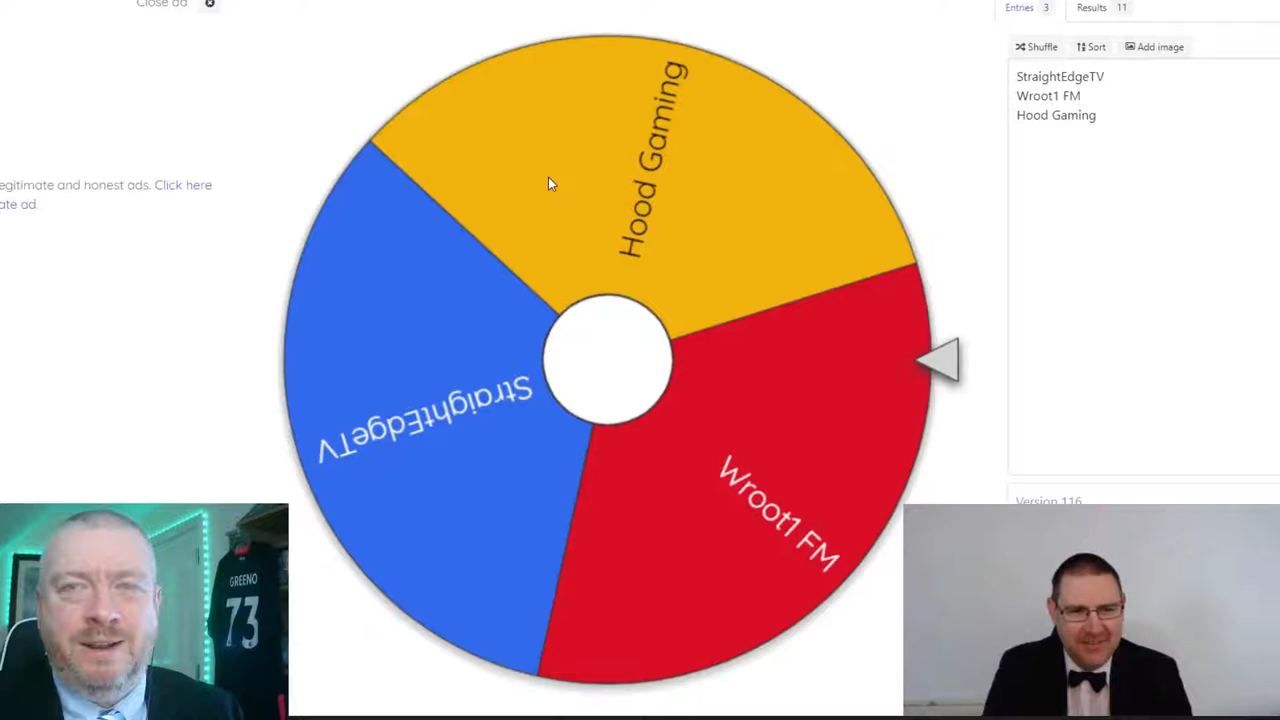 Close ad
Entries 3
Results 11
Shuffle
Sort
Add image
StraightEdgeTV
Wroot1 FM
Hood Gaming
egitimate and honest ads. Click here
ate ad.
Hood Gaming
StraightEdgeTV
Wroot1 FM
Version 116
GREENO
73